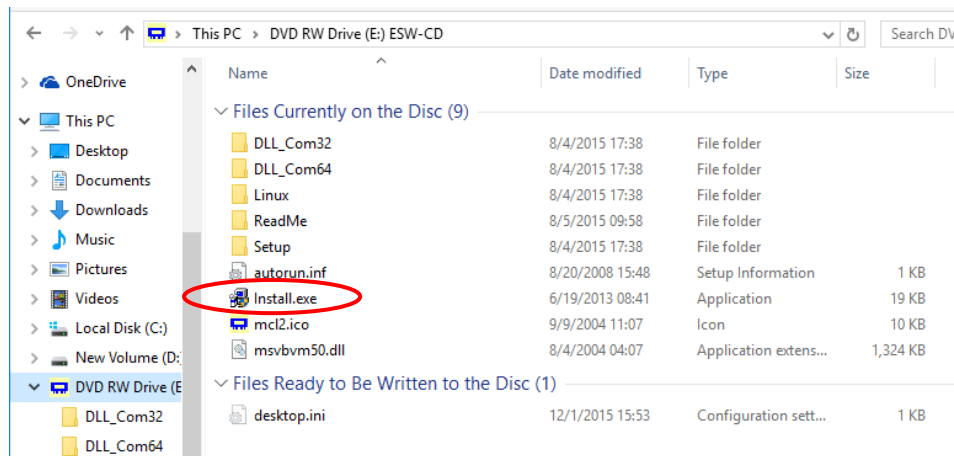 This PC > DVD RW Drive (E:) ESW-CD
Search DV
OneDrive
This PC
Desktop
Documents
Downloads
Music
Pictures
Videos
Local Disk (C:)
New Volume (D:
DVD RW Drive (E
DLL_Com32
DLL_Com64
Name Date modified Type Size
Files Currently on the Disc (9)
DLL_Com32 8/4/2015 17:38 File folder
DLL_Com64 8/4/2015 17:38 File folder
Linux 8/4/2015 17:38 File folder
ReadMe 8/5/2015 09:58 File folder
Setup 8/4/2015 17:38 File folder
autorun.inf 8/20/2008 15:48 Setup Information 1 KB
Install.exe 6/19/2013 08:41 Application 19 KB
mcl2.ico 9/9/2004 11:07 Icon 10 KB
msvbvm50.dll 8/4/2004 04:07 Application extens... 1,324 KB
Files Ready to Be Written to the Disc (1)
desktop.ini 12/1/2015 15:53 Configuration sett... 1 KB